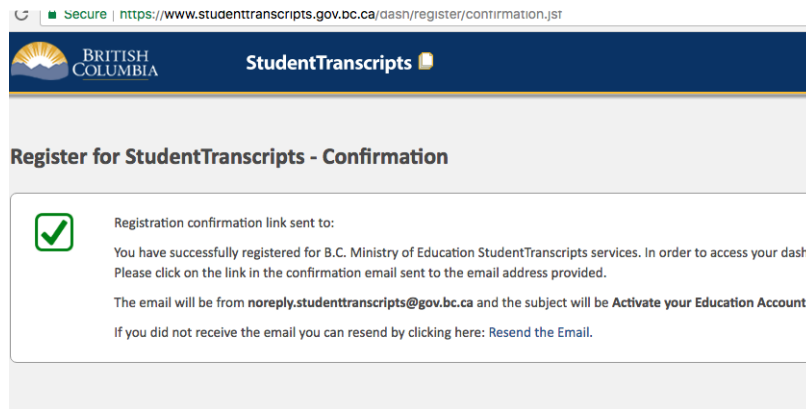 Secure | https://www.studenttranscripts.gov.bc.ca/dash/register/confirmation.jsf
BRITISH
COLUMBIA
StudentTranscripts
Register for StudentTranscripts - Confirmation
Registration confirmation link sent to:
You have successfully registered for B.C. Ministry of Education StudentTranscripts services. In order to access your dash
Please click on the link in the confirmation email sent to the email address provided.
The email will be from noreply.studenttranscripts@gov.bc.ca and the subject will be Activate your Education Account
If you did not receive the email you can resend by clicking here: Resend the Email.